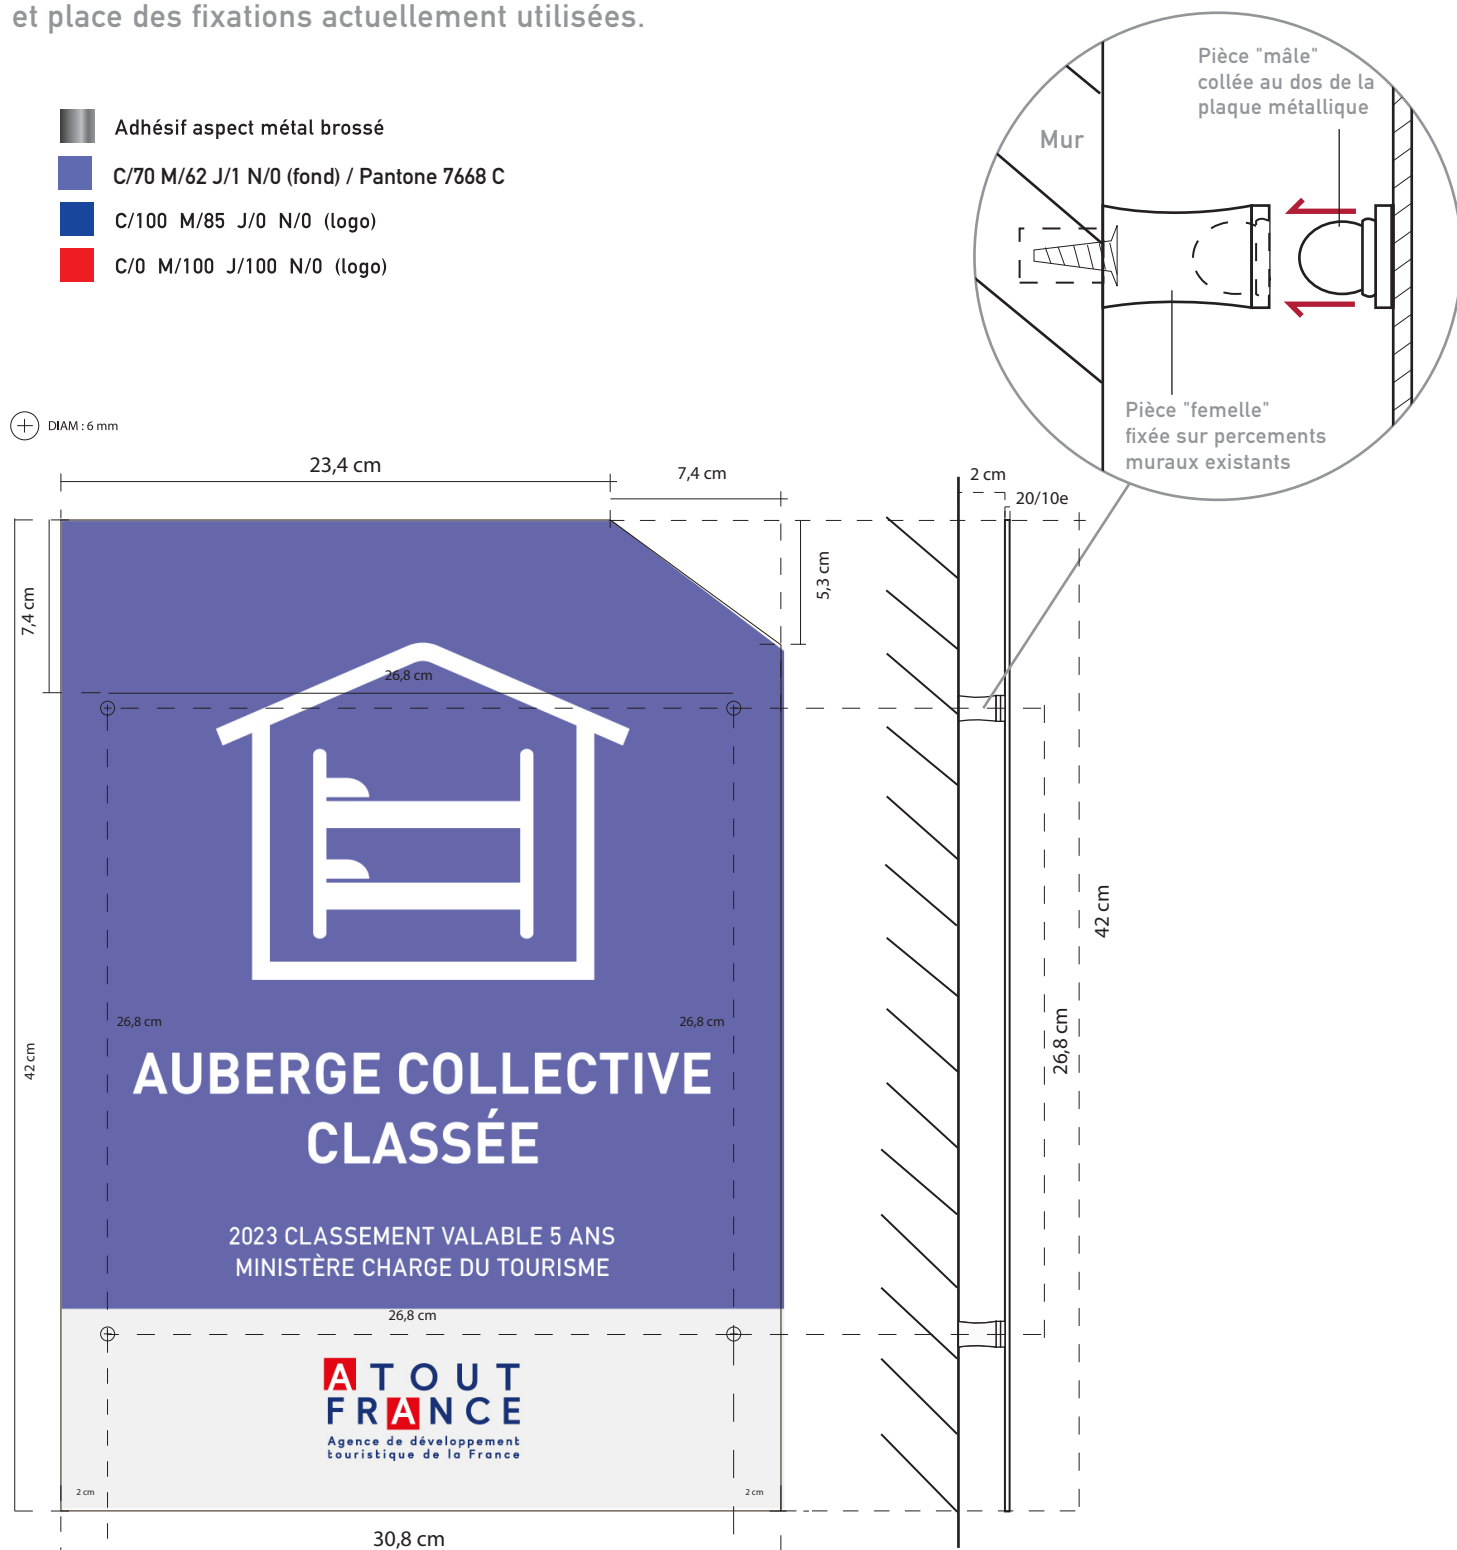 et place des fixations actuellement utilisées.
Adhésif aspect métal brossé
C/70 M/62 J/1 N/0 (fond) / Pantone 7668 C
C/100 M/85 J/0 N/0 (logo)
C/0 M/100 J/100 N/0 (logo)
Pièce "mâle"
collée au dos de la
plaque métallique
Mur
Pièce "femelle"
fixée sur percements
muraux existants
DIAM : 6 mm
23,4 cm
7,4 cm
2 cm
20/10e
7,4 cm
5,3 cm
26,8 cm
42 cm
26,8 cm
26,8 cm
26,8 cm
42 cm
AUBERGE COLLECTIVE
CLASSÉE
2023 CLASSEMENT VALABLE 5 ANS
MINISTÈRE CHARGE DU TOURISME
26,8 cm
ATOUT
FRANCE
Agence de développement
touristique de la France
2 cm
2 cm
30,8 cm